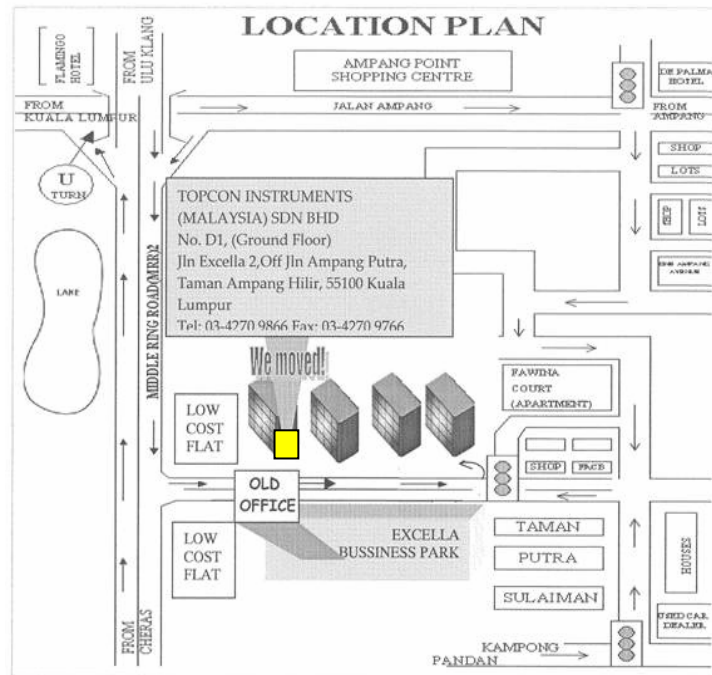 LOCATION PLAN
FLAMINGO
HOTEL
FROM
ULU KLANG
AMPANG POINT
SHOPPING CENTRE
DE PALMA
HOTEL
FROM
KUALA LUMPUR
JALAN AMPANG
FROM
AMPANG
U
TURN
SHOP
LOTS
SHOP
LOTS
TOPCON INSTRUMENTS
(MALAYSIA) SDN BHD
No. D1, (Ground Floor)
Jln Excella 2,Off Jln Ampang Putra,
Taman Ampang Hilir, 55100 Kuala
Lumpur
Tel: 03-4270 9866 Fax: 03-4270 9766
LAKE
MIDDLE RING ROAD(MRR)2
We moved!
FAWINA
COURT
(APARTMENT)
LOW
COST
FLAT
SHOP
OLD
OFFICE
EXCELLA
BUSSINESS PARK
LOW
COST
FLAT
TAMAN
PUTRA
SULAIMAN
HOUSES
USED CAR
DEALER
FROM
CHERAS
KAMPONG
PANDAN